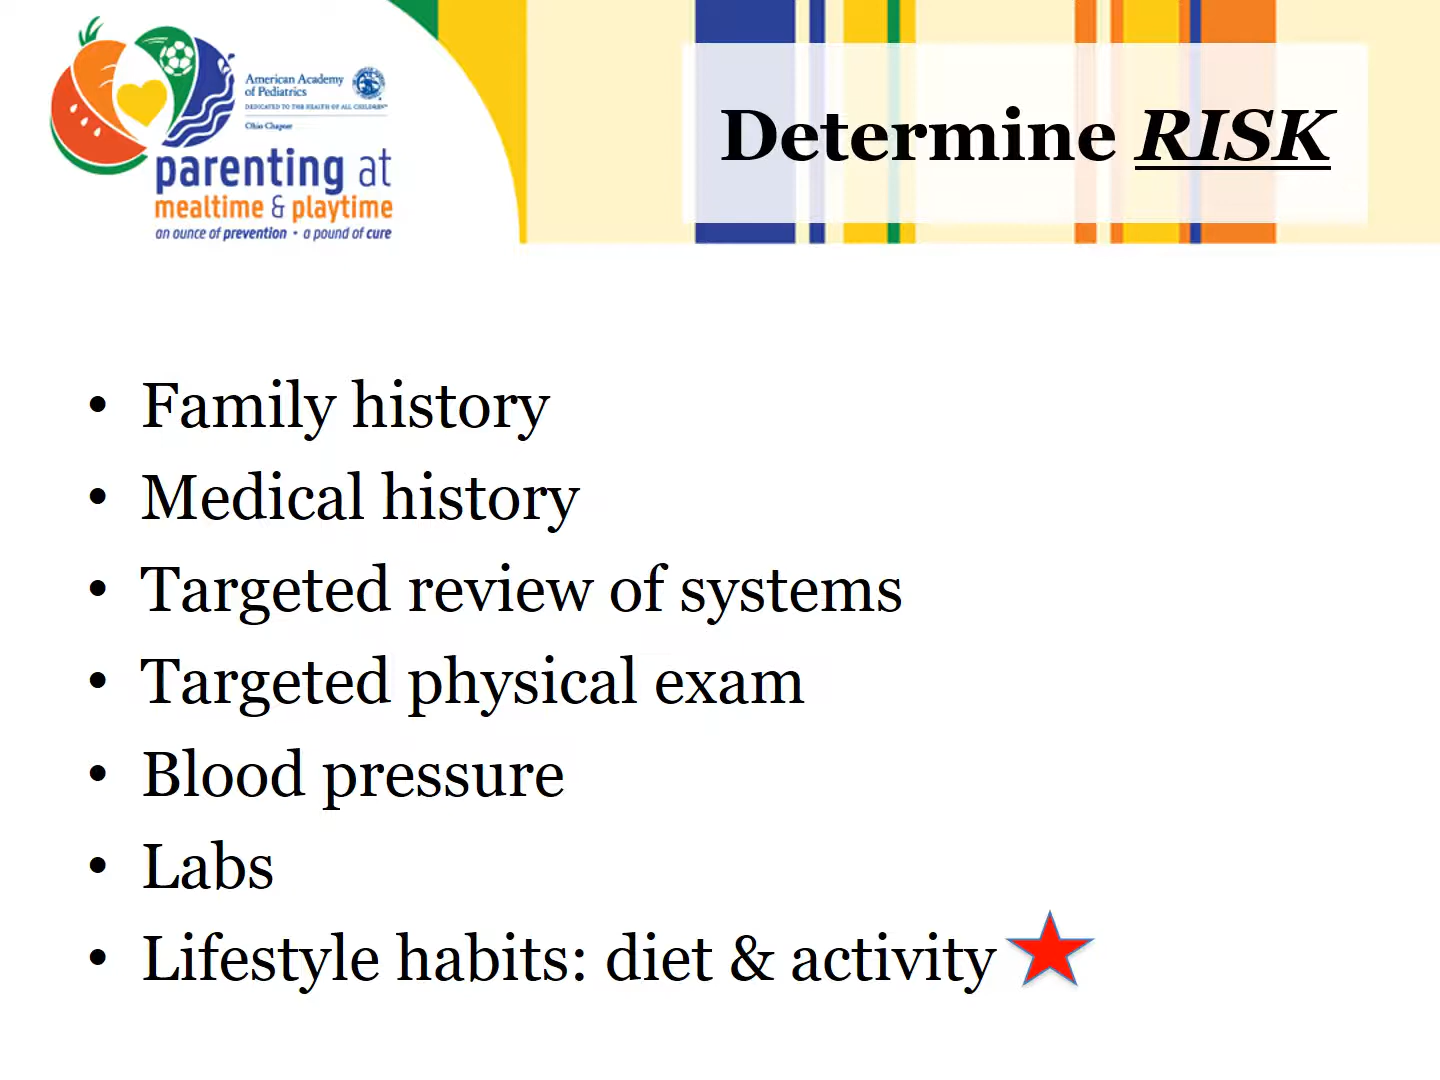 American Academy
of Pediatrics
DEDICATED TO THE HEALTH OF ALL CHILDREN™
Ohio Chapter
parenting at
mealtime & playtime
an ounce of prevention • a pound of cure
Determine RISK
• Family history
• Medical history
• Targeted review of systems
• Targeted physical exam
• Blood pressure
• Labs
• Lifestyle habits: diet & activity